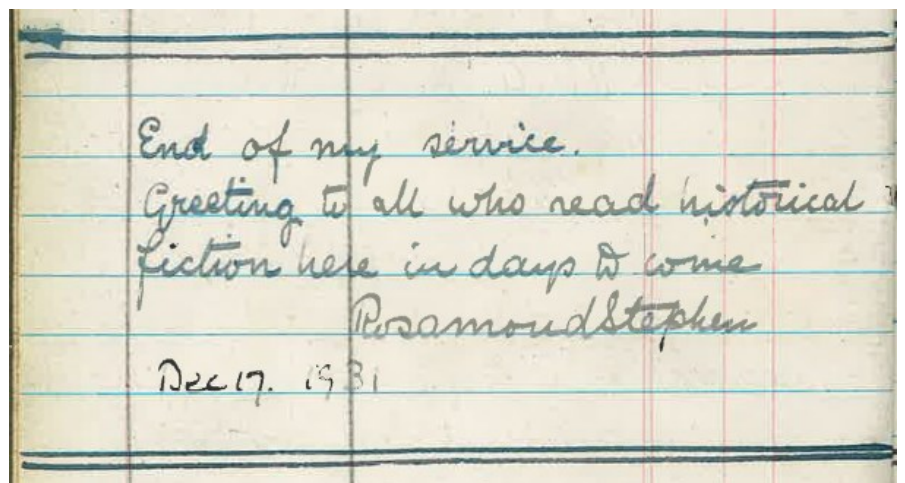 End of my service.
Greeting to all who read historical
fiction here in days to come
Rosamond Stephen
Dec 17. 1931